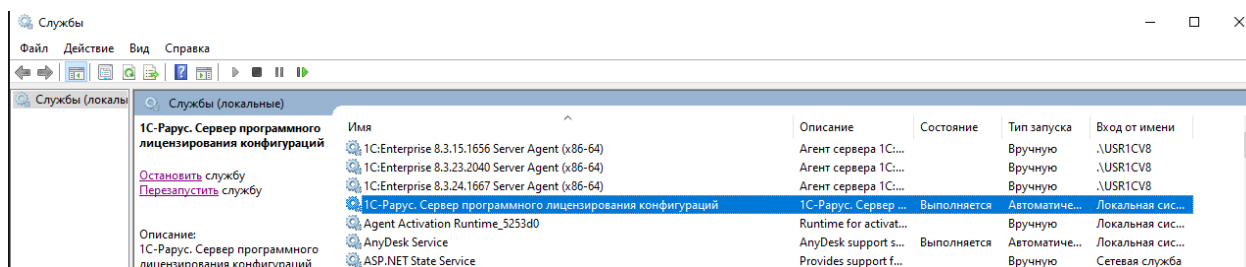 Службы
Файл Действие Вид Справка
Службы (локалы
Службы (локальные)
1С-Рарус. Сервер программного
лицензирования конфигураций
Остановить службу
Перезапустить службу
Описание:
1С-Рарус. Сервер программного
лицензирования конфигураций
Имя Описание Состояние Тип запуска Вход от имени
1C:Enterprise 8.3.15.1656 Server Agent (x86-64) Агент сервера 1С:... Вручную .\USR1CV8
1C:Enterprise 8.3.23.2040 Server Agent (x86-64) Агент сервера 1С:... Вручную .\USR1CV8
1C:Enterprise 8.3.24.1667 Server Agent (x86-64) Агент сервера 1С:... Вручную .\USR1CV8
1С-Рарус. Сервер программного лицензирования конфигураций 1С-Рарус. Сервер ... Выполняется Автоматиче... Локальная сис...
Agent Activation Runtime_5253d0 Runtime for activat... Вручную Локальная сис...
AnyDesk Service AnyDesk support s... Выполняется Автоматиче... Локальная сис...
ASP.NET State Service Provides support f... Вручную Сетевая служба